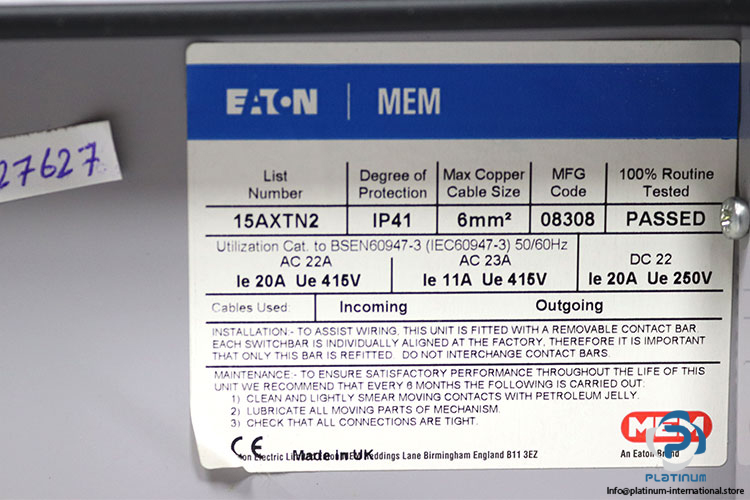 EATON | MEM
27627
List Number
Degree of Protection
Max Copper Cable Size
MFG Code
100% Routine Tested
15AXTN2 IP41 6mm² 08308 PASSED
Utilization Cat. to BSEN60947-3 (IEC60947-3) 50/60Hz
AC 22A AC 23A DC 22
Ie 20A Ue 415V Ie 11A Ue 415V Ie 20A Ue 250V
Cables Used: Incoming Outgoing
INSTALLATION:- TO ASSIST WIRING, THIS UNIT IS FITTED WITH A REMOVABLE CONTACT BAR.
EACH SWITCHBAR IS INDIVIDUALLY ALIGNED AT THE FACTORY, THEREFORE IT IS IMPORTANT
THAT ONLY THIS BAR IS REFITTED. DO NOT INTERCHANGE CONTACT BARS.
MAINTENANCE:- TO ENSURE SATISFACTORY PERFORMANCE THROUGHOUT THE LIFE OF THIS
UNIT WE RECOMMEND THAT EVERY 6 MONTHS THE FOLLOWING IS CARRIED OUT:
1) CLEAN AND LIGHTLY SMEAR MOVING CONTACTS WITH PETROLEUM JELLY.
2) LUBRICATE ALL MOVING PARTS OF MECHANISM.
3) CHECK THAT ALL CONNECTIONS ARE TIGHT.
MEM
CE Made in UK
Electric Reddings Lane Birmingham England B11 3EZ
An Eaton Brand
PLATINUM
Info@platinum-international.store